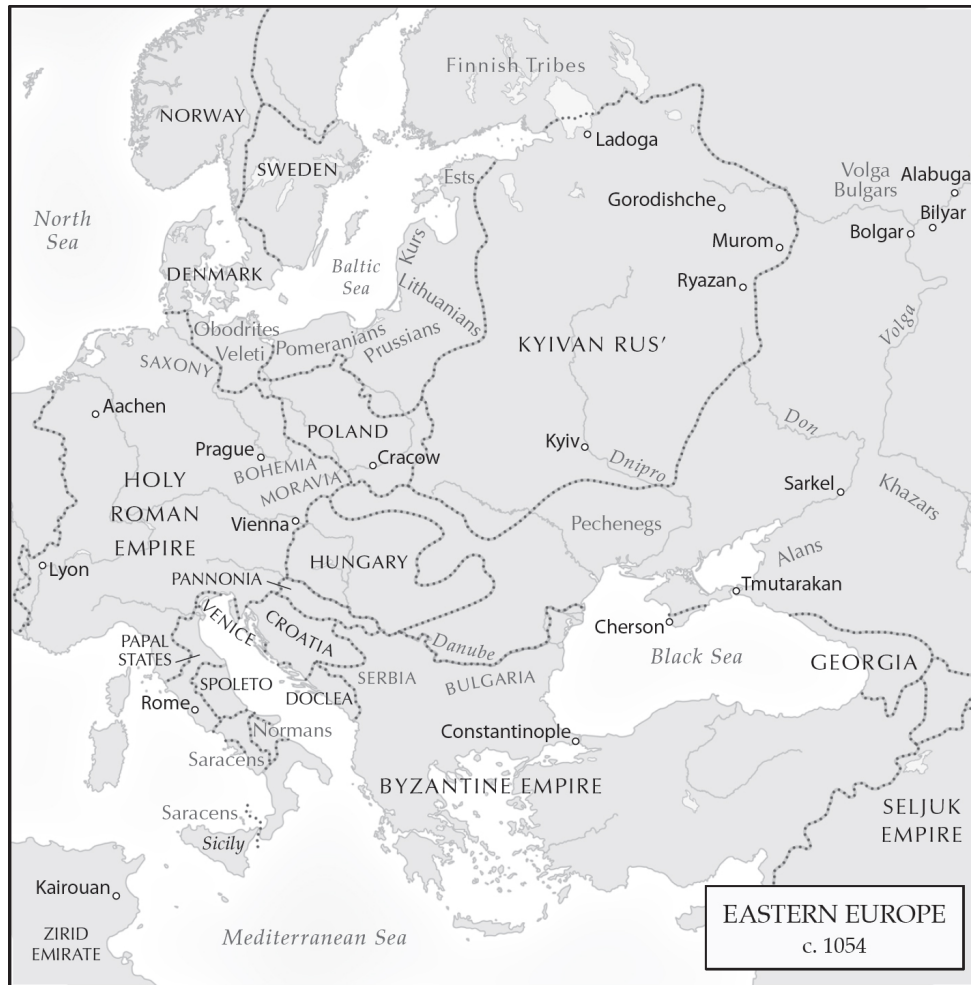 Finnish Tribes
NORWAY
Ladoga
SWEDEN
Ests
Volga
Bulgars
Alabuga
Gorodishche
Bilyar
North
Sea
Bolgar
Murom
Kurs
Baltic
Sea
DENMARK
Ryazan
Lithuanians
Obodrites
Veleti
Pomeranians
Prussians
Volga
KYIVAN RUS’
SAXONY
Aachen
Don
POLAND
Prague
Kyiv
Cracow
Dnipro
BOHEMIA
MORAVIA
HOLY
ROMAN
EMPIRE
Sarkel
Khazars
Vienna
Pechenegs
Alans
HUNGARY
Lyon
PANNONIA
Tmutarakan
VENICE
CROATIA
Cherson
Danube
PAPAL
STATES
Black Sea
GEORGIA
SPOLETO
SERBIA
BULGARIA
DOCLEA
Rome
Normans
Constantinople
Saracens
BYZANTINE EMPIRE
SELJUK
EMPIRE
Saracens
Sicily
Kairouan
ZIRID
EMIRATE
Mediterranean Sea
EASTERN EUROPE
c. 1054